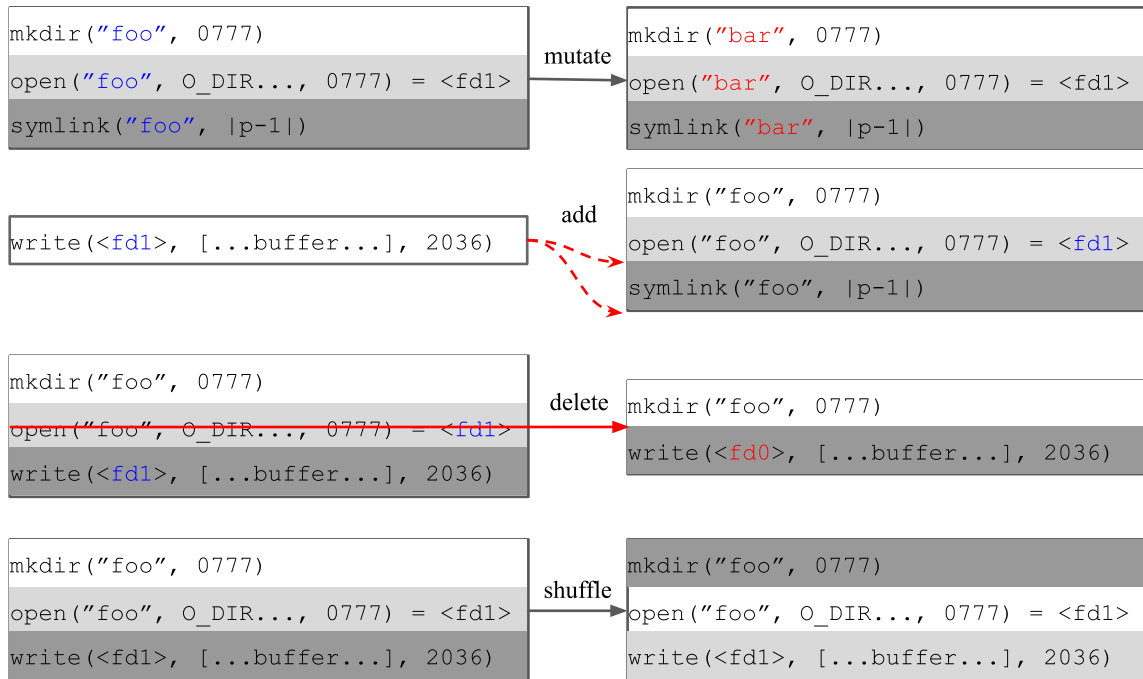 mkdir(”foo”, 0777)
open(”foo”, O_DIR..., 0777) = <fd1>
symlink(”foo”, |p-1|)
mutate
mkdir(”bar”, 0777)
open(”bar”, O_DIR..., 0777) = <fd1>
symlink(”bar”, |p-1|)
write(<fd1>, [...buffer...], 2036)
add
mkdir(”foo”, 0777)
open(”foo”, O_DIR..., 0777) = <fd1>
symlink(”foo”, |p-1|)
mkdir(”foo”, 0777)
open(”foo”, O_DIR..., 0777) = <fd1>
write(<fd1>, [...buffer...], 2036)
delete
mkdir(”foo”, 0777)
write(<fd0>, [...buffer...], 2036)
mkdir(”foo”, 0777)
open(”foo”, O_DIR..., 0777) = <fd1>
write(<fd1>, [...buffer...], 2036)
shuffle
mkdir(”foo”, 0777)
open(”foo”, O_DIR..., 0777) = <fd1>
write(<fd1>, [...buffer...], 2036)